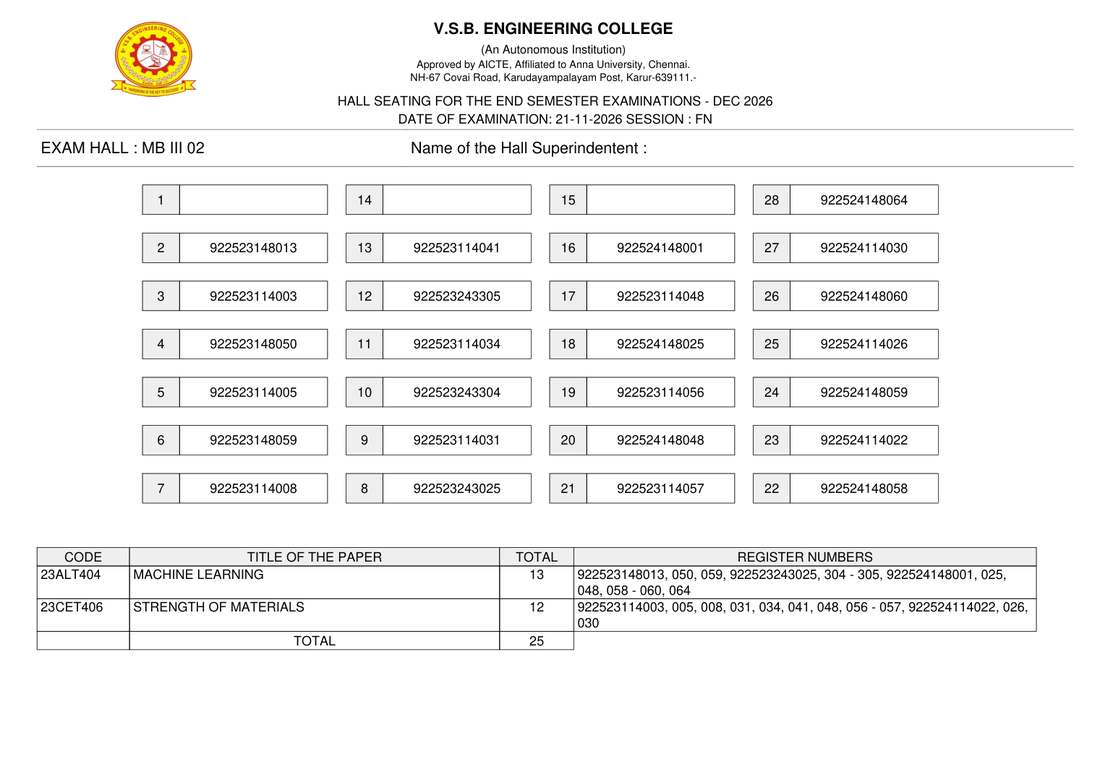 V.S.B. ENGINEERING COLLEGE
(An Autonomous Institution)
Approved by AICTE, Affiliated to Anna University, Chennai.
NH-67 Covai Road, Karudayampalayam Post, Karur-639111.-
HALL SEATING FOR THE END SEMESTER EXAMINATIONS - DEC 2026
DATE OF EXAMINATION: 21-11-2026 SESSION : FN
EXAM HALL : MB III 02 Name of the Hall Superindentent :
1 14 15 28 922524148064
2 922523148013 13 922523114041 16 922524148001 27 922524114030
3 922523114003 12 922523243305 17 922523114048 26 922524148060
4 922523148050 11 922523114034 18 922524148025 25 922524114026
5 922523114005 10 922523243304 19 922523114056 24 922524148059
6 922523148059 9 922523114031 20 922524148048 23 922524114022
7 922523114008 8 922523243025 21 922523114057 22 922524148058
CODE TITLE OF THE PAPER TOTAL REGISTER NUMBERS
23ALT404 MACHINE LEARNING 13 922523148013, 050, 059, 922523243025, 304 - 305, 922524148001, 025,
048, 058 - 060, 064
23CET406 STRENGTH OF MATERIALS 12 922523114003, 005, 008, 031, 034, 041, 048, 056 - 057, 922524114022, 026,
030
TOTAL 25